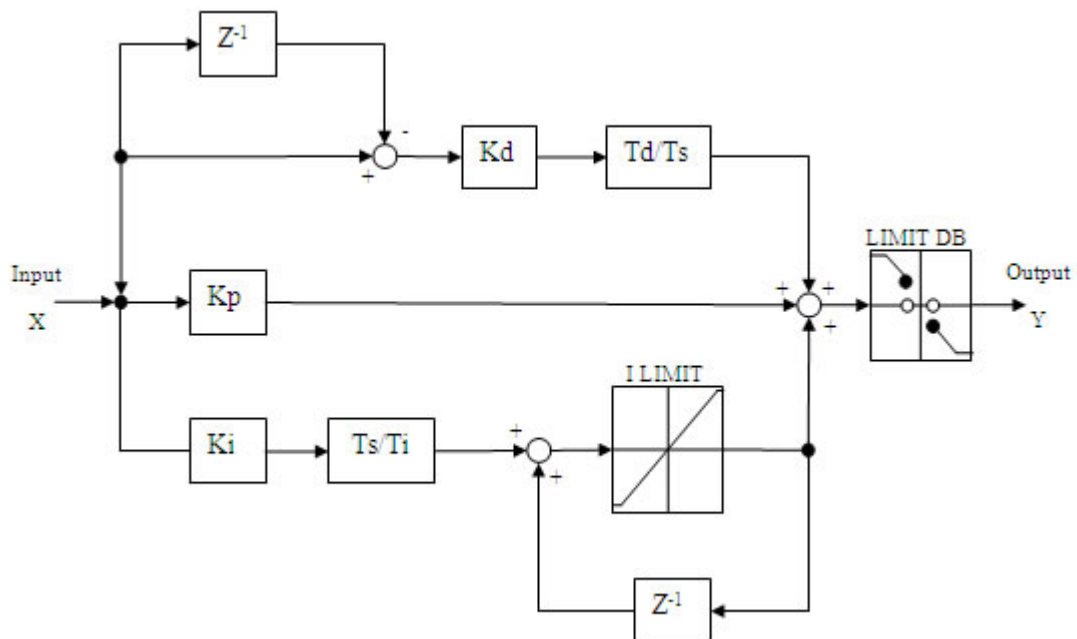 Z⁻¹
-
+
Kd
Td/Ts
LIMIT DB
Input
X
Kp
+
+
+
Output
Y
I LIMIT
Ki
Ts/Ti
+
+
Z⁻¹